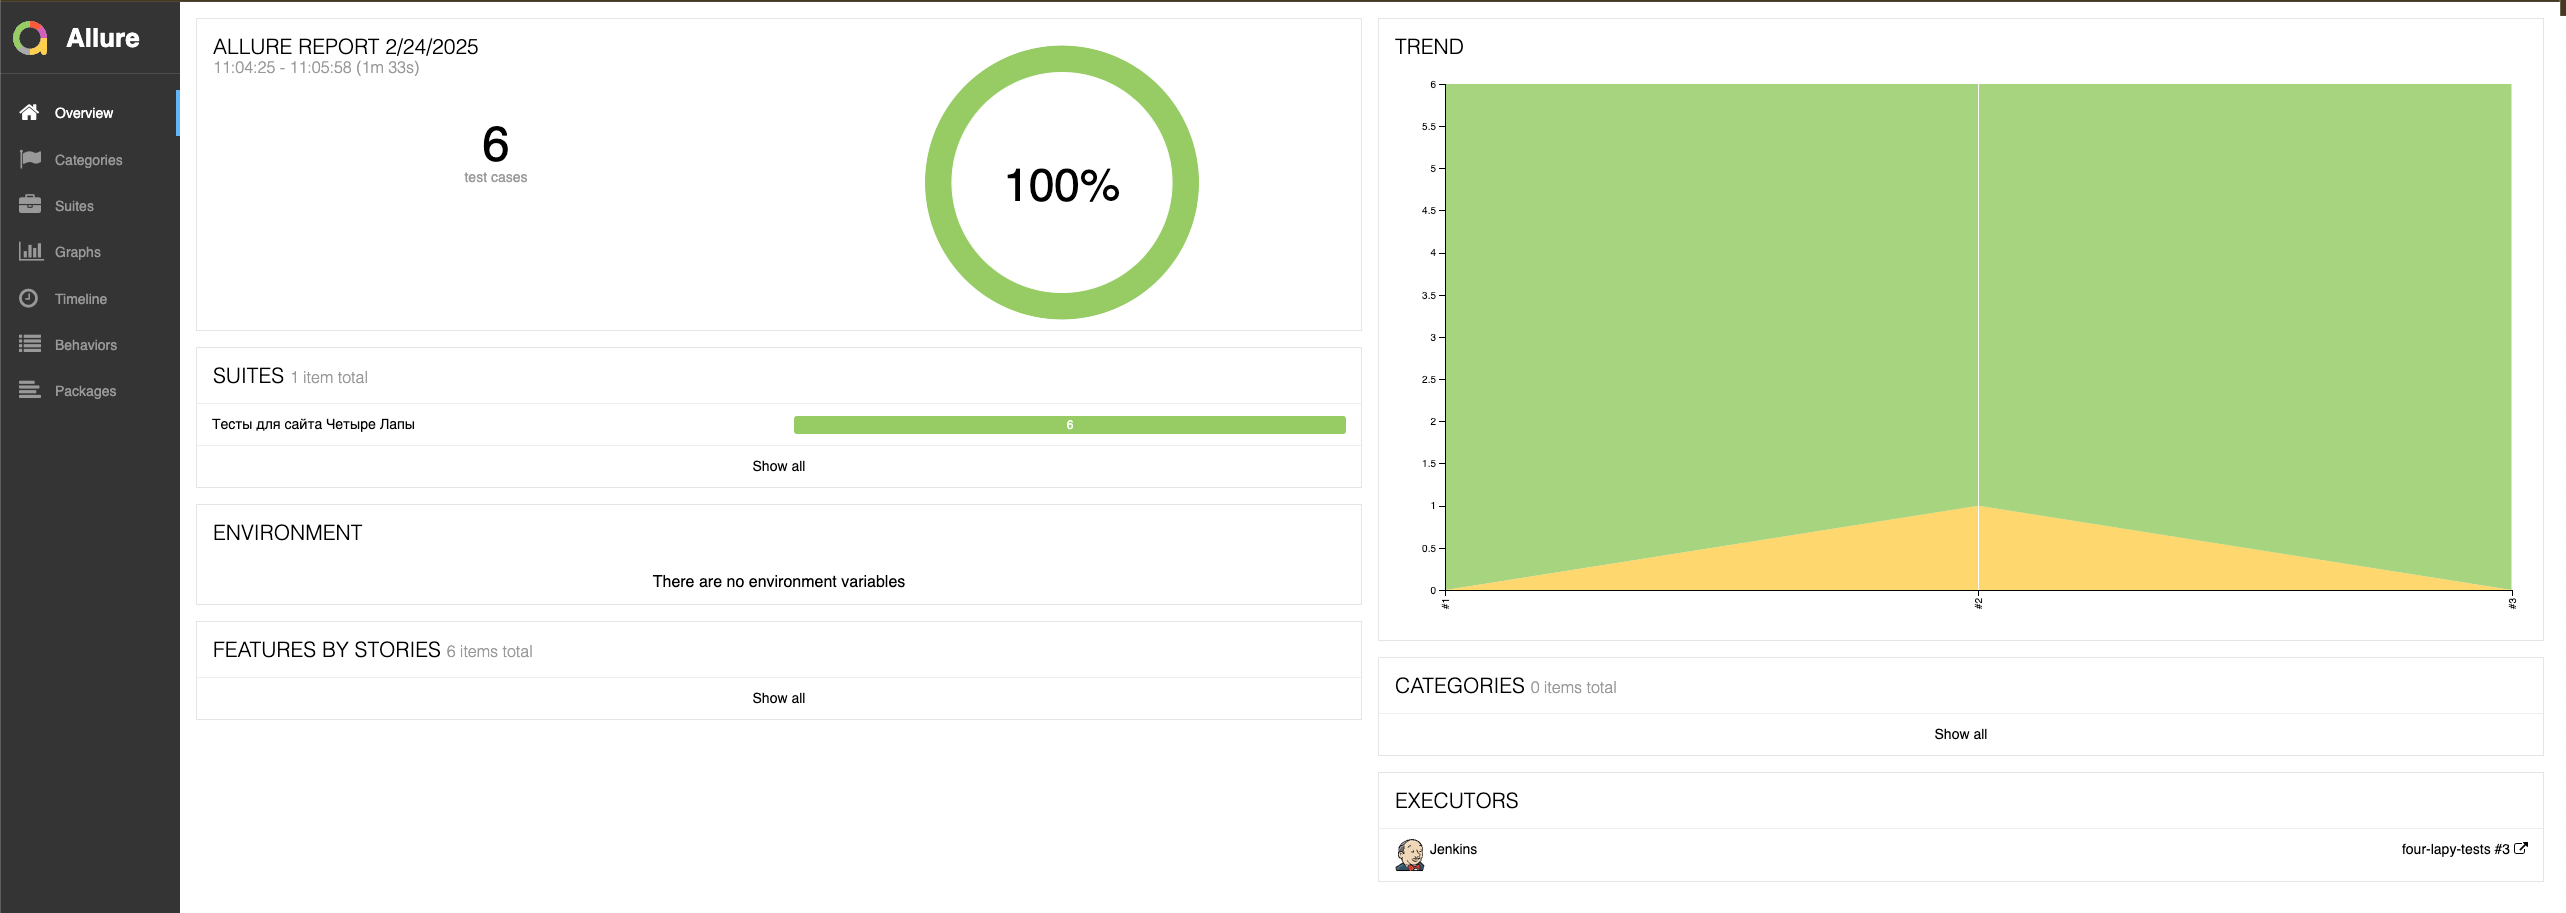 Allure
Overview
Categories
Suites
Graphs
Timeline
Behaviors
Packages
ALLURE REPORT 2/24/2025
11:04:25 - 11:05:58 (1m 33s)
6
test cases
100%
SUITES 1 item total
Тесты для сайта Четыре Лапы
6
Show all
ENVIRONMENT
There are no environment variables
FEATURES BY STORIES 6 items total
Show all
TREND
6
5.5
5
4.5
4
3.5
3
2.5
2
1.5
1
0.5
0
#1
#2
#3
CATEGORIES 0 items total
Show all
EXECUTORS
Jenkins
four-lapy-tests #3